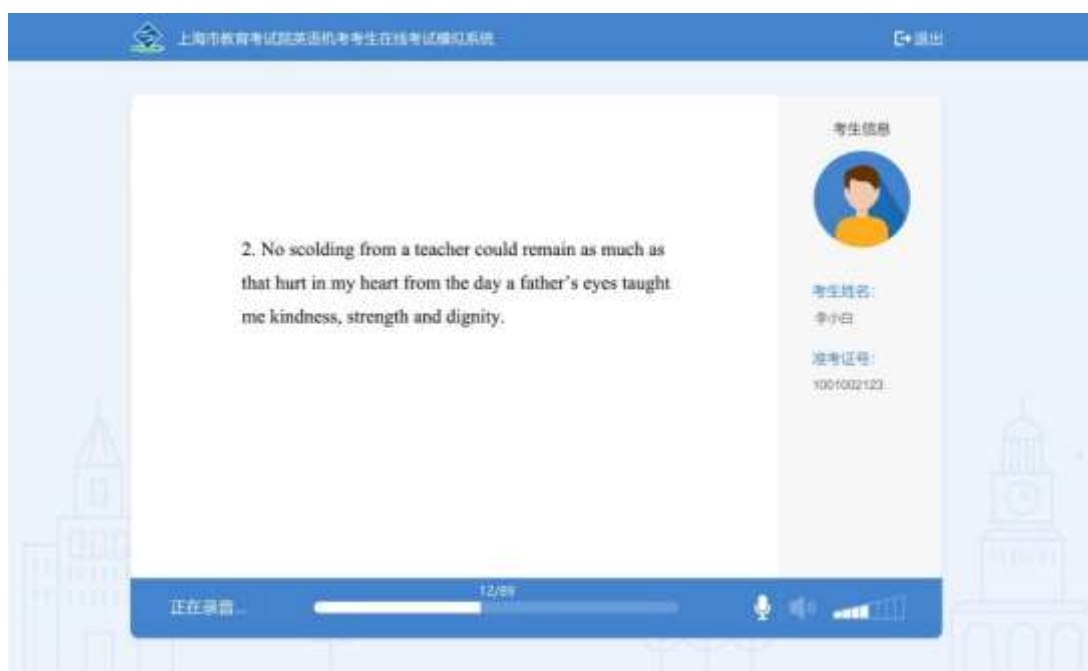 上海市教育考试院英语机考考生在线考试模拟系统
退出
考生信息
2. No scolding from a teacher could remain as much as
that hurt in my heart from the day a father's eyes taught
me kindness, strength and dignity.
考生姓名:
李小白
准考证号:
1001002123
12/89
正在录音...